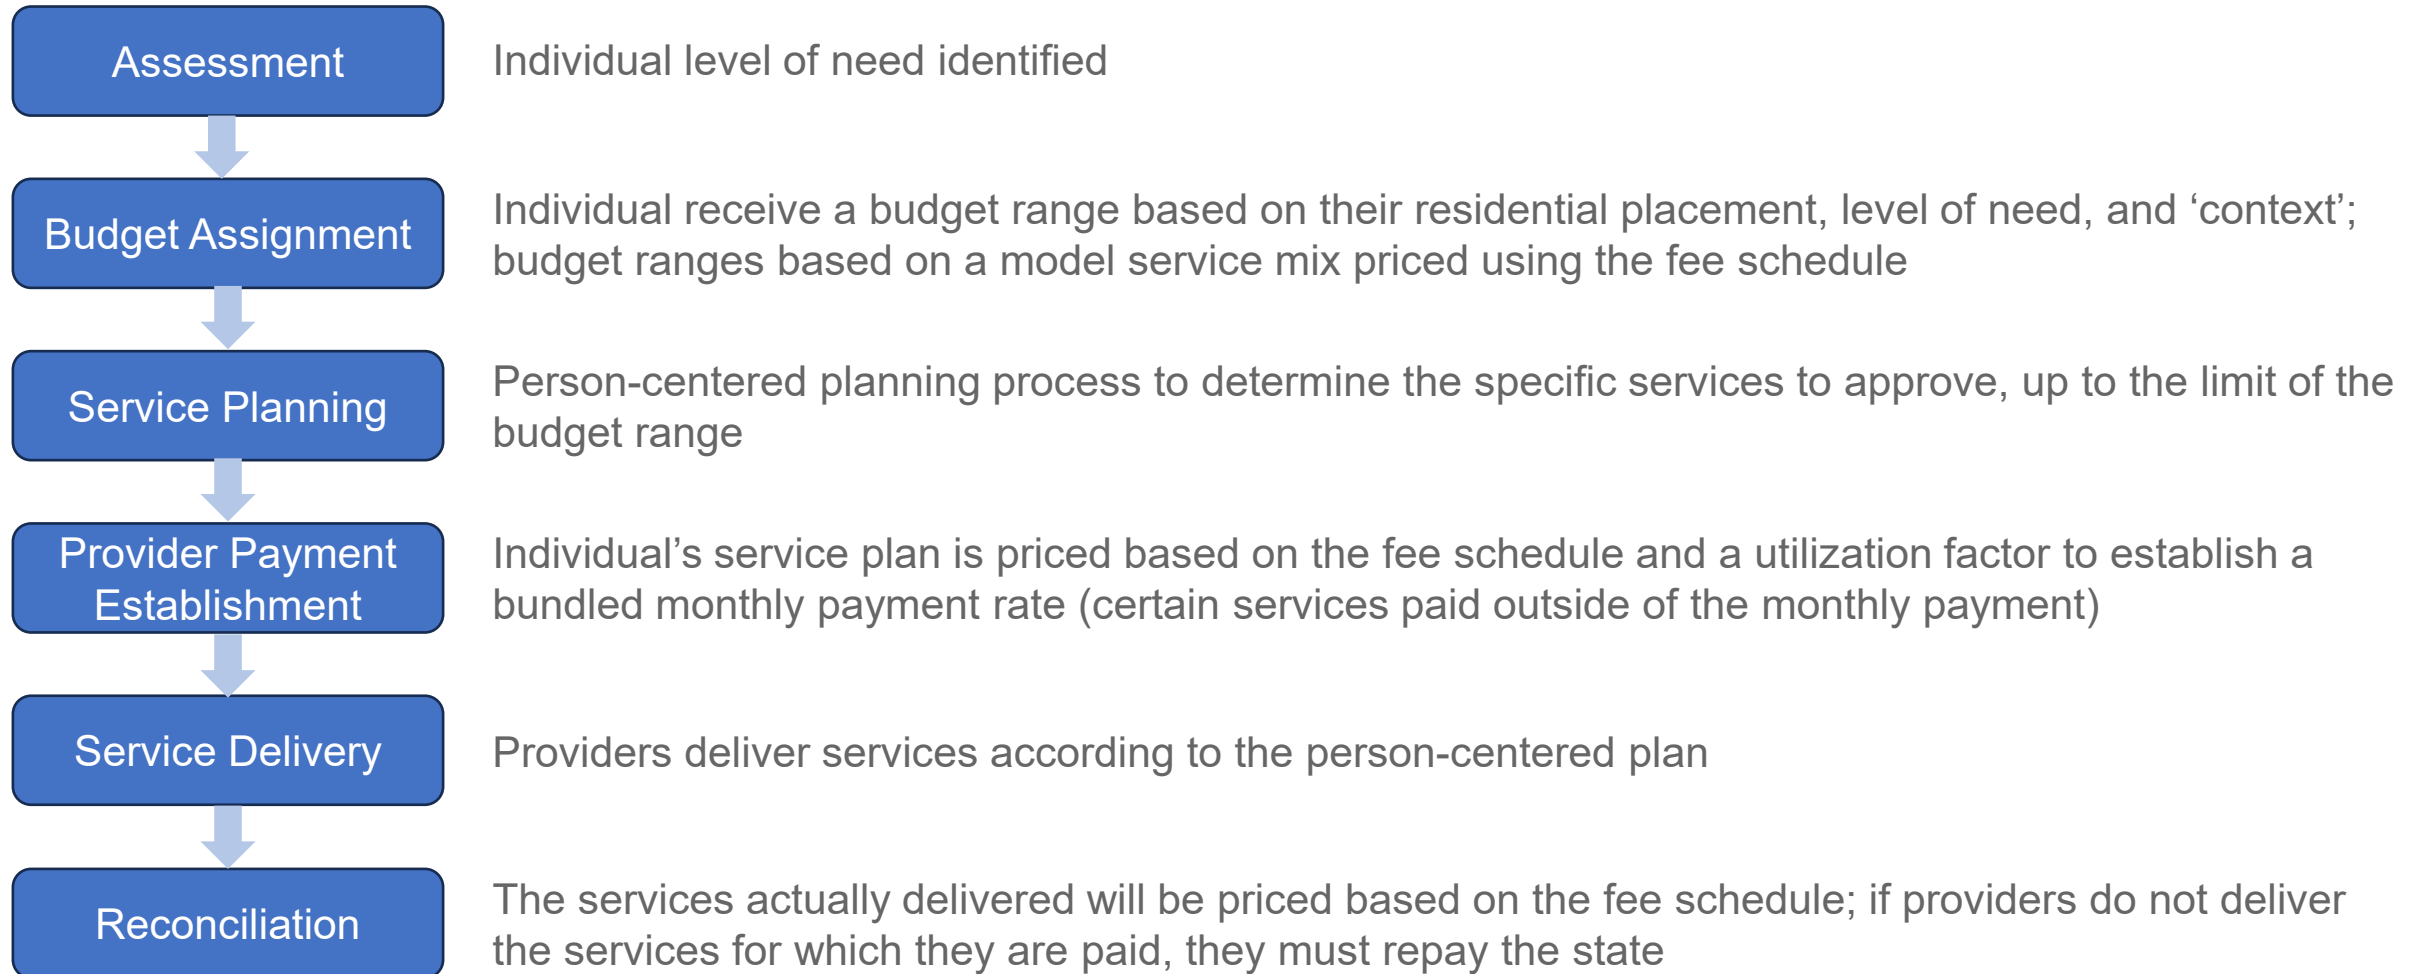 Assessment
Individual level of need identified
Budget Assignment
Individual receive a budget range based on their residential placement, level of need, and ‘context’;
budget ranges based on a model service mix priced using the fee schedule
Service Planning
Person-centered planning process to determine the specific services to approve, up to the limit of the
budget range
Provider Payment
Establishment
Individual’s service plan is priced based on the fee schedule and a utilization factor to establish a
bundled monthly payment rate (certain services paid outside of the monthly payment)
Service Delivery
Providers deliver services according to the person-centered plan
Reconciliation
The services actually delivered will be priced based on the fee schedule; if providers do not deliver
the services for which they are paid, they must repay the state